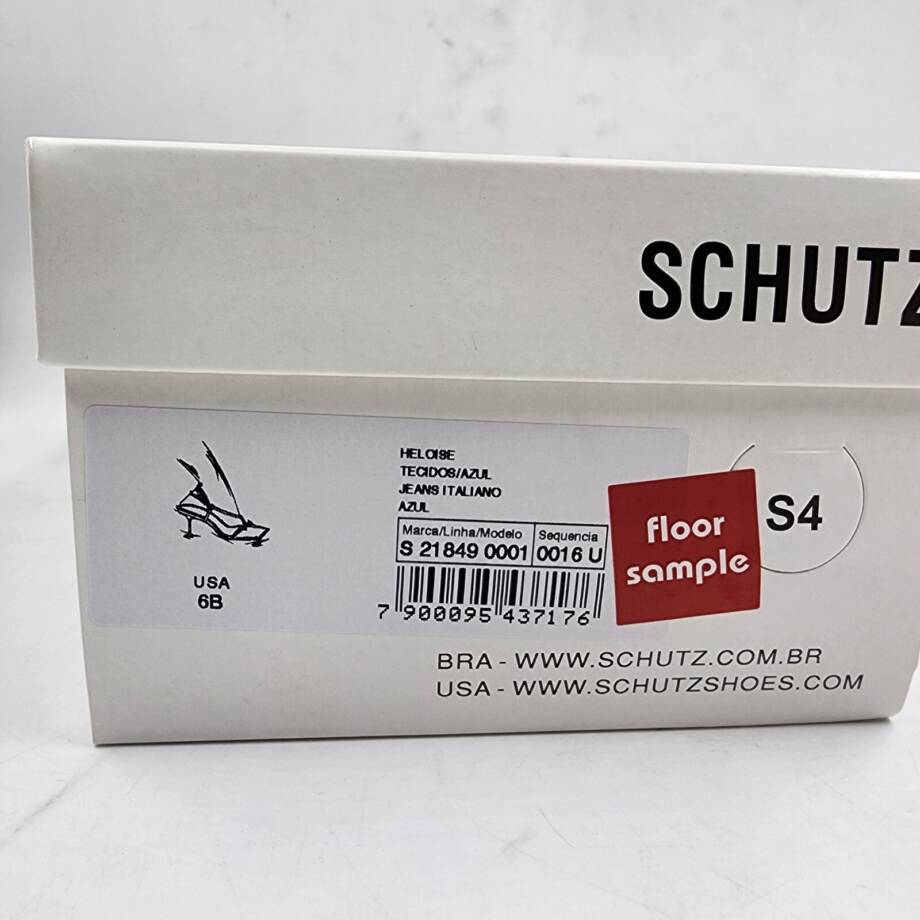 SCHUTZ
HELOISE
TECIDOS/AZUL
JEANS ITALIANO
AZUL
Marca/Linha/Modelo Sequencia
S 21849 0001 0016 U
7 900095 437176
USA
6B
floor
sample
S4
BRA - WWW.SCHUTZ.COM.BR
USA - WWW.SCHUTZSHOES.COM